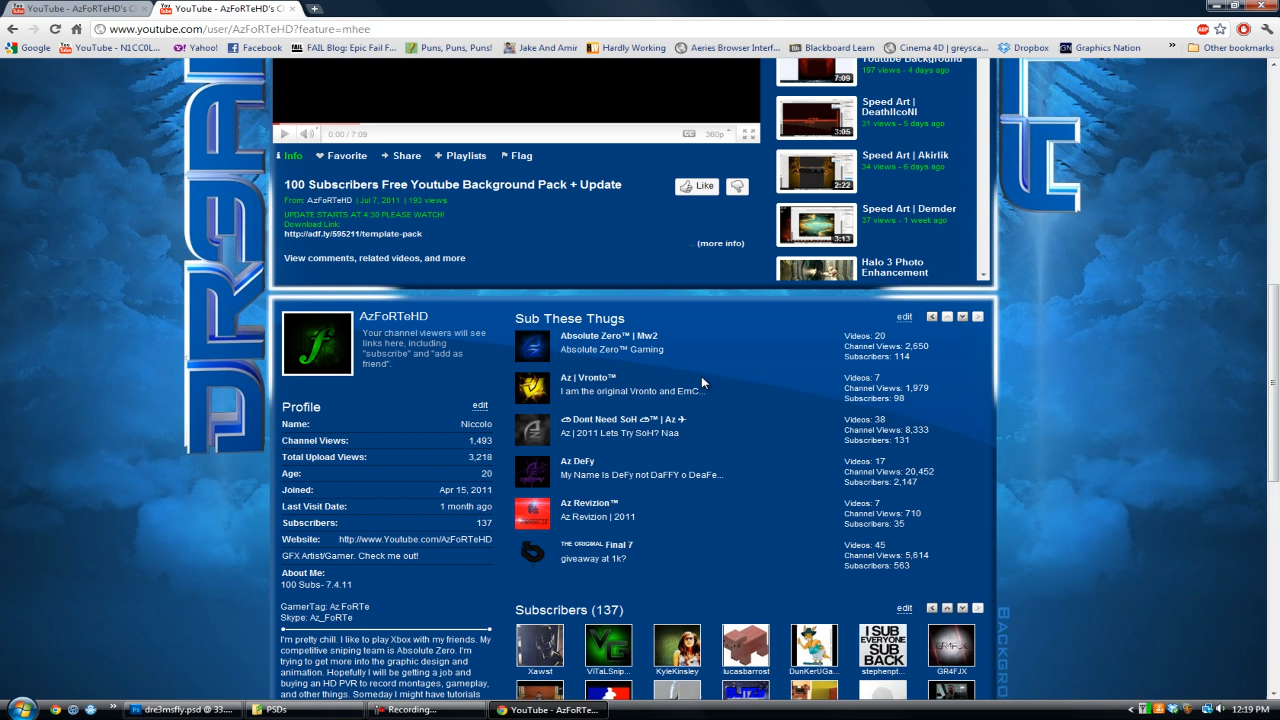 YouTube - AzFoRTeHD's C
YouTube - AzFoRTeHD's C
www.youtube.com/user/AzFoRTeHD?feature=mhee
Google
YouTube - N1CC0L...
Yahoo!
Facebook
FAIL Blog: Epic Fail F...
Puns, Puns, Puns!
Jake And Amir
Hardly Working
Aeries Browser Interf...
Blackboard Learn
Cinema 4D | greysca...
Dropbox
Graphics Nation
Other bookmarks
Youtube Background
197 views - 4 days ago
7:09
Speed Art |
DeathlIcoNI
31 views - 5 days ago
3:05
Speed Art | Akirlik
34 views - 6 days ago
2:22
Speed Art | Demder
37 views - 1 week ago
3:13
Halo 3 Photo
Enhancement
0:00 / 7:09
CC
360p
Info
Favorite
Share
Playlists
Flag
100 Subscribers Free Youtube Background Pack + Update
Like
From: AzFoRTeHD | Jul 7, 2011 | 193 views
UPDATE STARTS AT 4:30 PLEASE WATCH!
Download Link:
http://adf.ly/595211/template-pack
... (more info)
View comments, related videos, and more
AzFoRTeHD
Your channel viewers will see
links here, including
"subscribe" and "add as
friend".
Profile
edit
Name: Niccolo
Channel Views: 1,493
Total Upload Views: 3,218
Age: 20
Joined: Apr 15, 2011
Last Visit Date: 1 month ago
Subscribers: 137
Website: http://www.Youtube.com/AzFoRTeHD
GFX Artist/Gamer. Check me out!
About Me:
100 Subs- 7.4.11
GamerTag: Az FoRTe
Skype: Az_FoRTe
I'm pretty chill. I like to play Xbox with my friends. My
competitive sniping team is Absolute Zero. I'm
trying to get more into the graphic design and
animation. Hopefully I will be getting a job and
buying an HD PVR to record montages, gameplay,
and other things. Someday I might have tutorials
Sub These Thugs
edit
Absolute Zero™ | Mw2
Absolute Zero™ Gaming
Videos: 20
Channel Views: 2,650
Subscribers: 114
Az | Vronto™
I am the original Vronto and EmC...
Videos: 7
Channel Views: 1,979
Subscribers: 98
Dont Need SoH ™ | Az ✈
Az | 2011 Lets Try SoH? Naa
Videos: 38
Channel Views: 8,333
Subscribers: 131
Az DeFy
My Name Is DeFy not DaFFY o DeaFe...
Videos: 17
Channel Views: 20,452
Subscribers: 2,147
Az Revizion™
Az Revizion | 2011
Videos: 7
Channel Views: 710
Subscribers: 35
THE ORIGINAL Final 7
giveaway at 1k?
Videos: 45
Channel Views: 5,614
Subscribers: 563
Subscribers (137)
edit
I SUB
EVERYONE
SUB
BACK
GR4FJX
Xawst
ViTaLSnip...
KyleKinsley
lucasbarrost
DunKerUGa...
stephenpt...
GR4FJX
BACKGRO
dre3msfly.psd @ 33....
PSDs
Recording...
YouTube - AzFoRTe...
12:19 PM